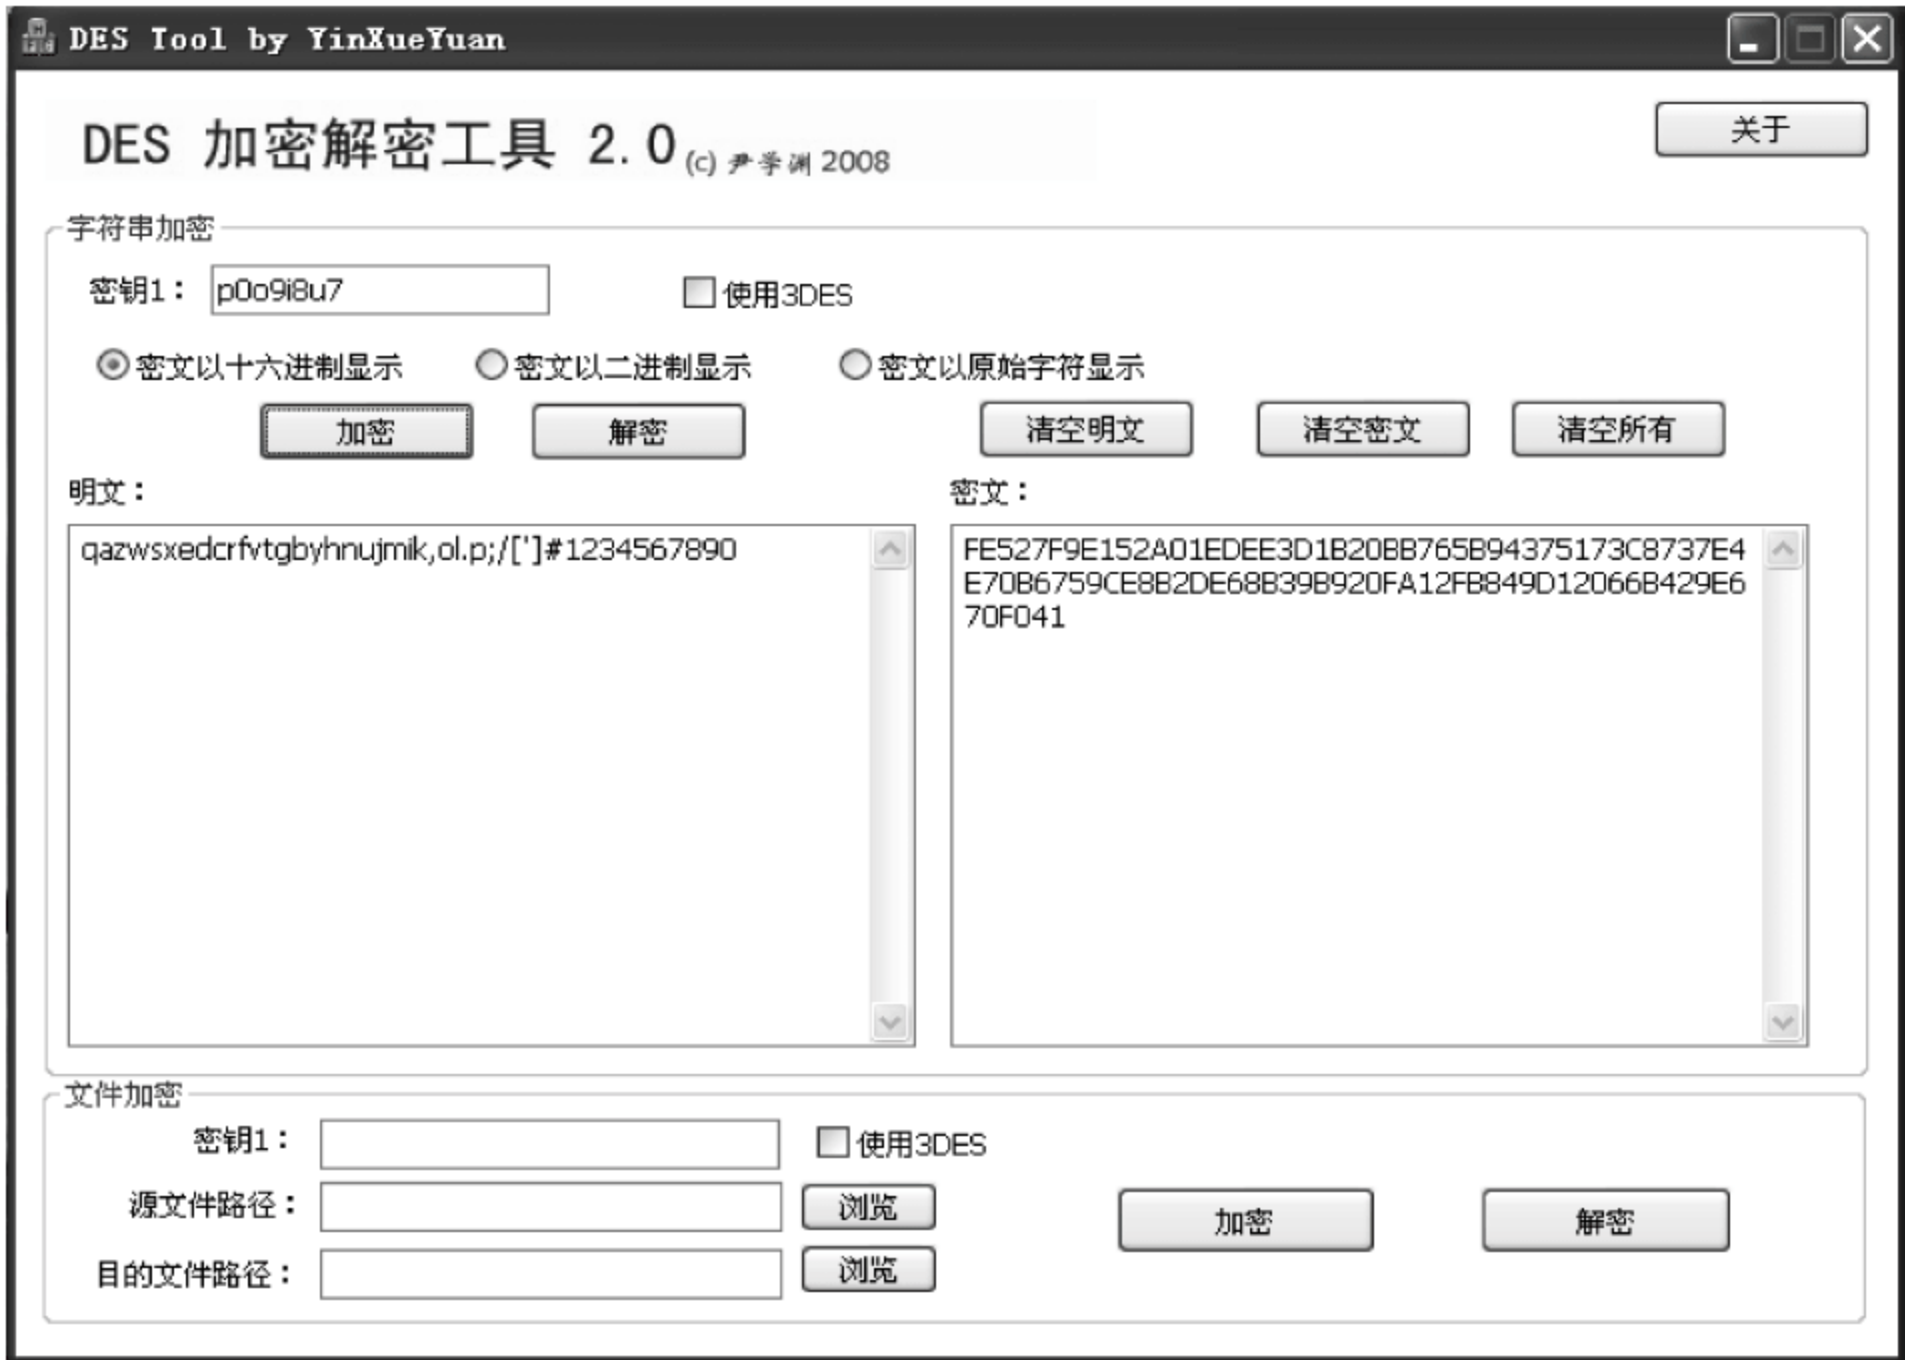 DES Tool by YinXueYuan
DES 加密解密工具 2.0 (c) 尹学渊 2008
关于
字符串加密
密钥1： p0o9i8u7 使用3DES
密文以十六进制显示 密文以二进制显示 密文以原始字符显示
加密 解密 清空明文 清空密文 清空所有
明文： 密文：
qazwsxedcrfvtgbyhnujmik,ol.p;/[']#1234567890
FE527F9E152A01EDEE3D1B20BB765B94375173C8737E4
E70B6759CE8B2DE68B39B920FA12FB849D12066B429E6
70F041
文件加密
密钥1： 使用3DES
源文件路径： 浏览
加密 解密
目的文件路径： 浏览